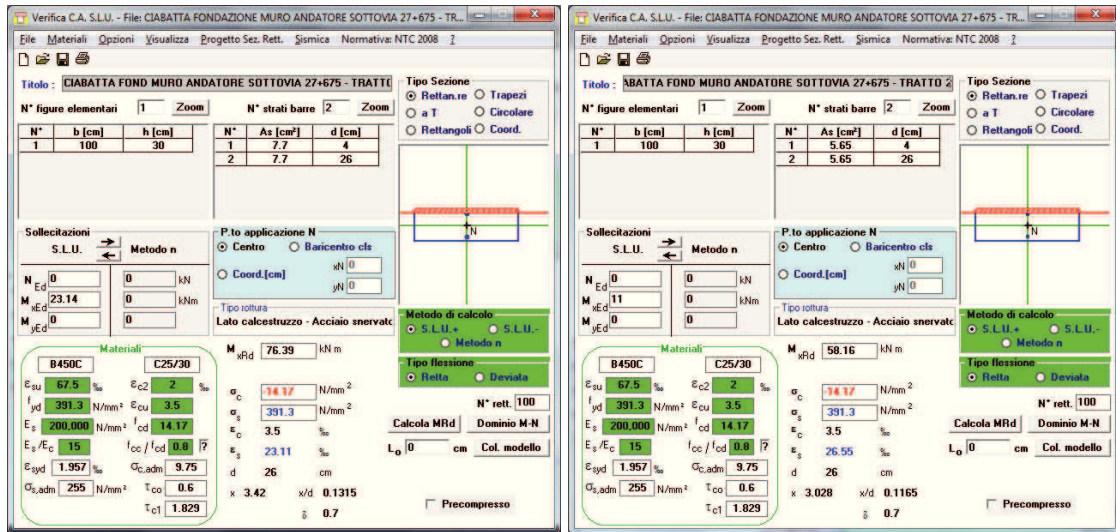 Verifica C.A. S.L.U. - File: CIABATTA FONDAZIONE MURO ANDATORE SOTTOVIA 27+675 - TR...
File Materiali Opzioni Visualizza Progetto Sez. Rett. Sismica Normativa: NTC 2008 ?
Titolo : CIABATTA FOND MURO ANDATORE SOTTOVIA 27+675 - TRATT(
N° figure elementari 1 Zoom N° strati barre 2 Zoom
N° b [cm] h [cm]
1 100 30
N° As [cm²] d [cm]
1 7.7 4
2 7.7 26
Tipo Sezione
Rettan.re Trapezi
a T Circolare
Rettangoli Coord.
N
Sollecitazioni
S.L.U. Metodo n
N Ed 0 0 kN
M xEd 23.14 0 kNm
M yEd 0 0
P.to applicazione N
Centro Baricentro cls
Coord.[cm] xN 0
yN 0
Tipo rottura
Lato calcestruzzo - Acciaio snervato
Metodo di calcolo
S.L.U.+ S.L.U.-
Metodo n
Tipo flessione
Retta Deviata
Materiali
B450C C25/30
εsu 67.5 ‰ εc2 2 ‰
fyd 391.3 N/mm² εcu 3.5
Es 200,000 N/mm² fcd 14.17
Es/Ec 15 fcc/fcd 0.8 ?
εsyd 1.957 ‰ σc,adm 9.75
σs,adm 255 N/mm² τco 0.6
τc1 1.829
M xRd 76.39 kN m
σc -14.17 N/mm²
σs 391.3 N/mm²
εc 3.5 ‰
εs 23.11 ‰
d 26 cm
x 3.42 x/d 0.1315
δ 0.7
N° rett. 100
Calcola MRd Dominio M-N
Lo 0 cm Col. modello
Precompresso
Verifica C.A. S.L.U. - File: CIABATTA FONDAZIONE MURO ANDATORE SOTTOVIA 27+675 - TR...
File Materiali Opzioni Visualizza Progetto Sez. Rett. Sismica Normativa: NTC 2008 ?
Titolo : \BATTA FOND MURO ANDATORE SOTTOVIA 27+675 - TRATTO 2
N° figure elementari 1 Zoom N° strati barre 2 Zoom
N° b [cm] h [cm]
1 100 30
N° As [cm²] d [cm]
1 5.65 4
2 5.65 26
Tipo Sezione
Rettan.re Trapezi
a T Circolare
Rettangoli Coord.
N
Sollecitazioni
S.L.U. Metodo n
N Ed 0 0 kN
M xEd 11 0 kNm
M yEd 0 0
P.to applicazione N
Centro Baricentro cls
Coord.[cm] xN 0
yN 0
Tipo rottura
Lato calcestruzzo - Acciaio snervato
Metodo di calcolo
S.L.U.+ S.L.U.-
Metodo n
Tipo flessione
Retta Deviata
Materiali
B450C C25/30
εsu 67.5 ‰ εc2 2 ‰
fyd 391.3 N/mm² εcu 3.5
Es 200,000 N/mm² fcd 14.17
Es/Ec 15 fcc/fcd 0.8 ?
εsyd 1.957 ‰ σc,adm 9.75
σs,adm 255 N/mm² τco 0.6
τc1 1.829
M xRd 58.16 kN m
σc -14.17 N/mm²
σs 391.3 N/mm²
εc 3.5 ‰
εs 26.55 ‰
d 26 cm
x 3.028 x/d 0.1165
δ 0.7
N° rett. 100
Calcola MRd Dominio M-N
Lo 0 cm Col. modello
Precompresso